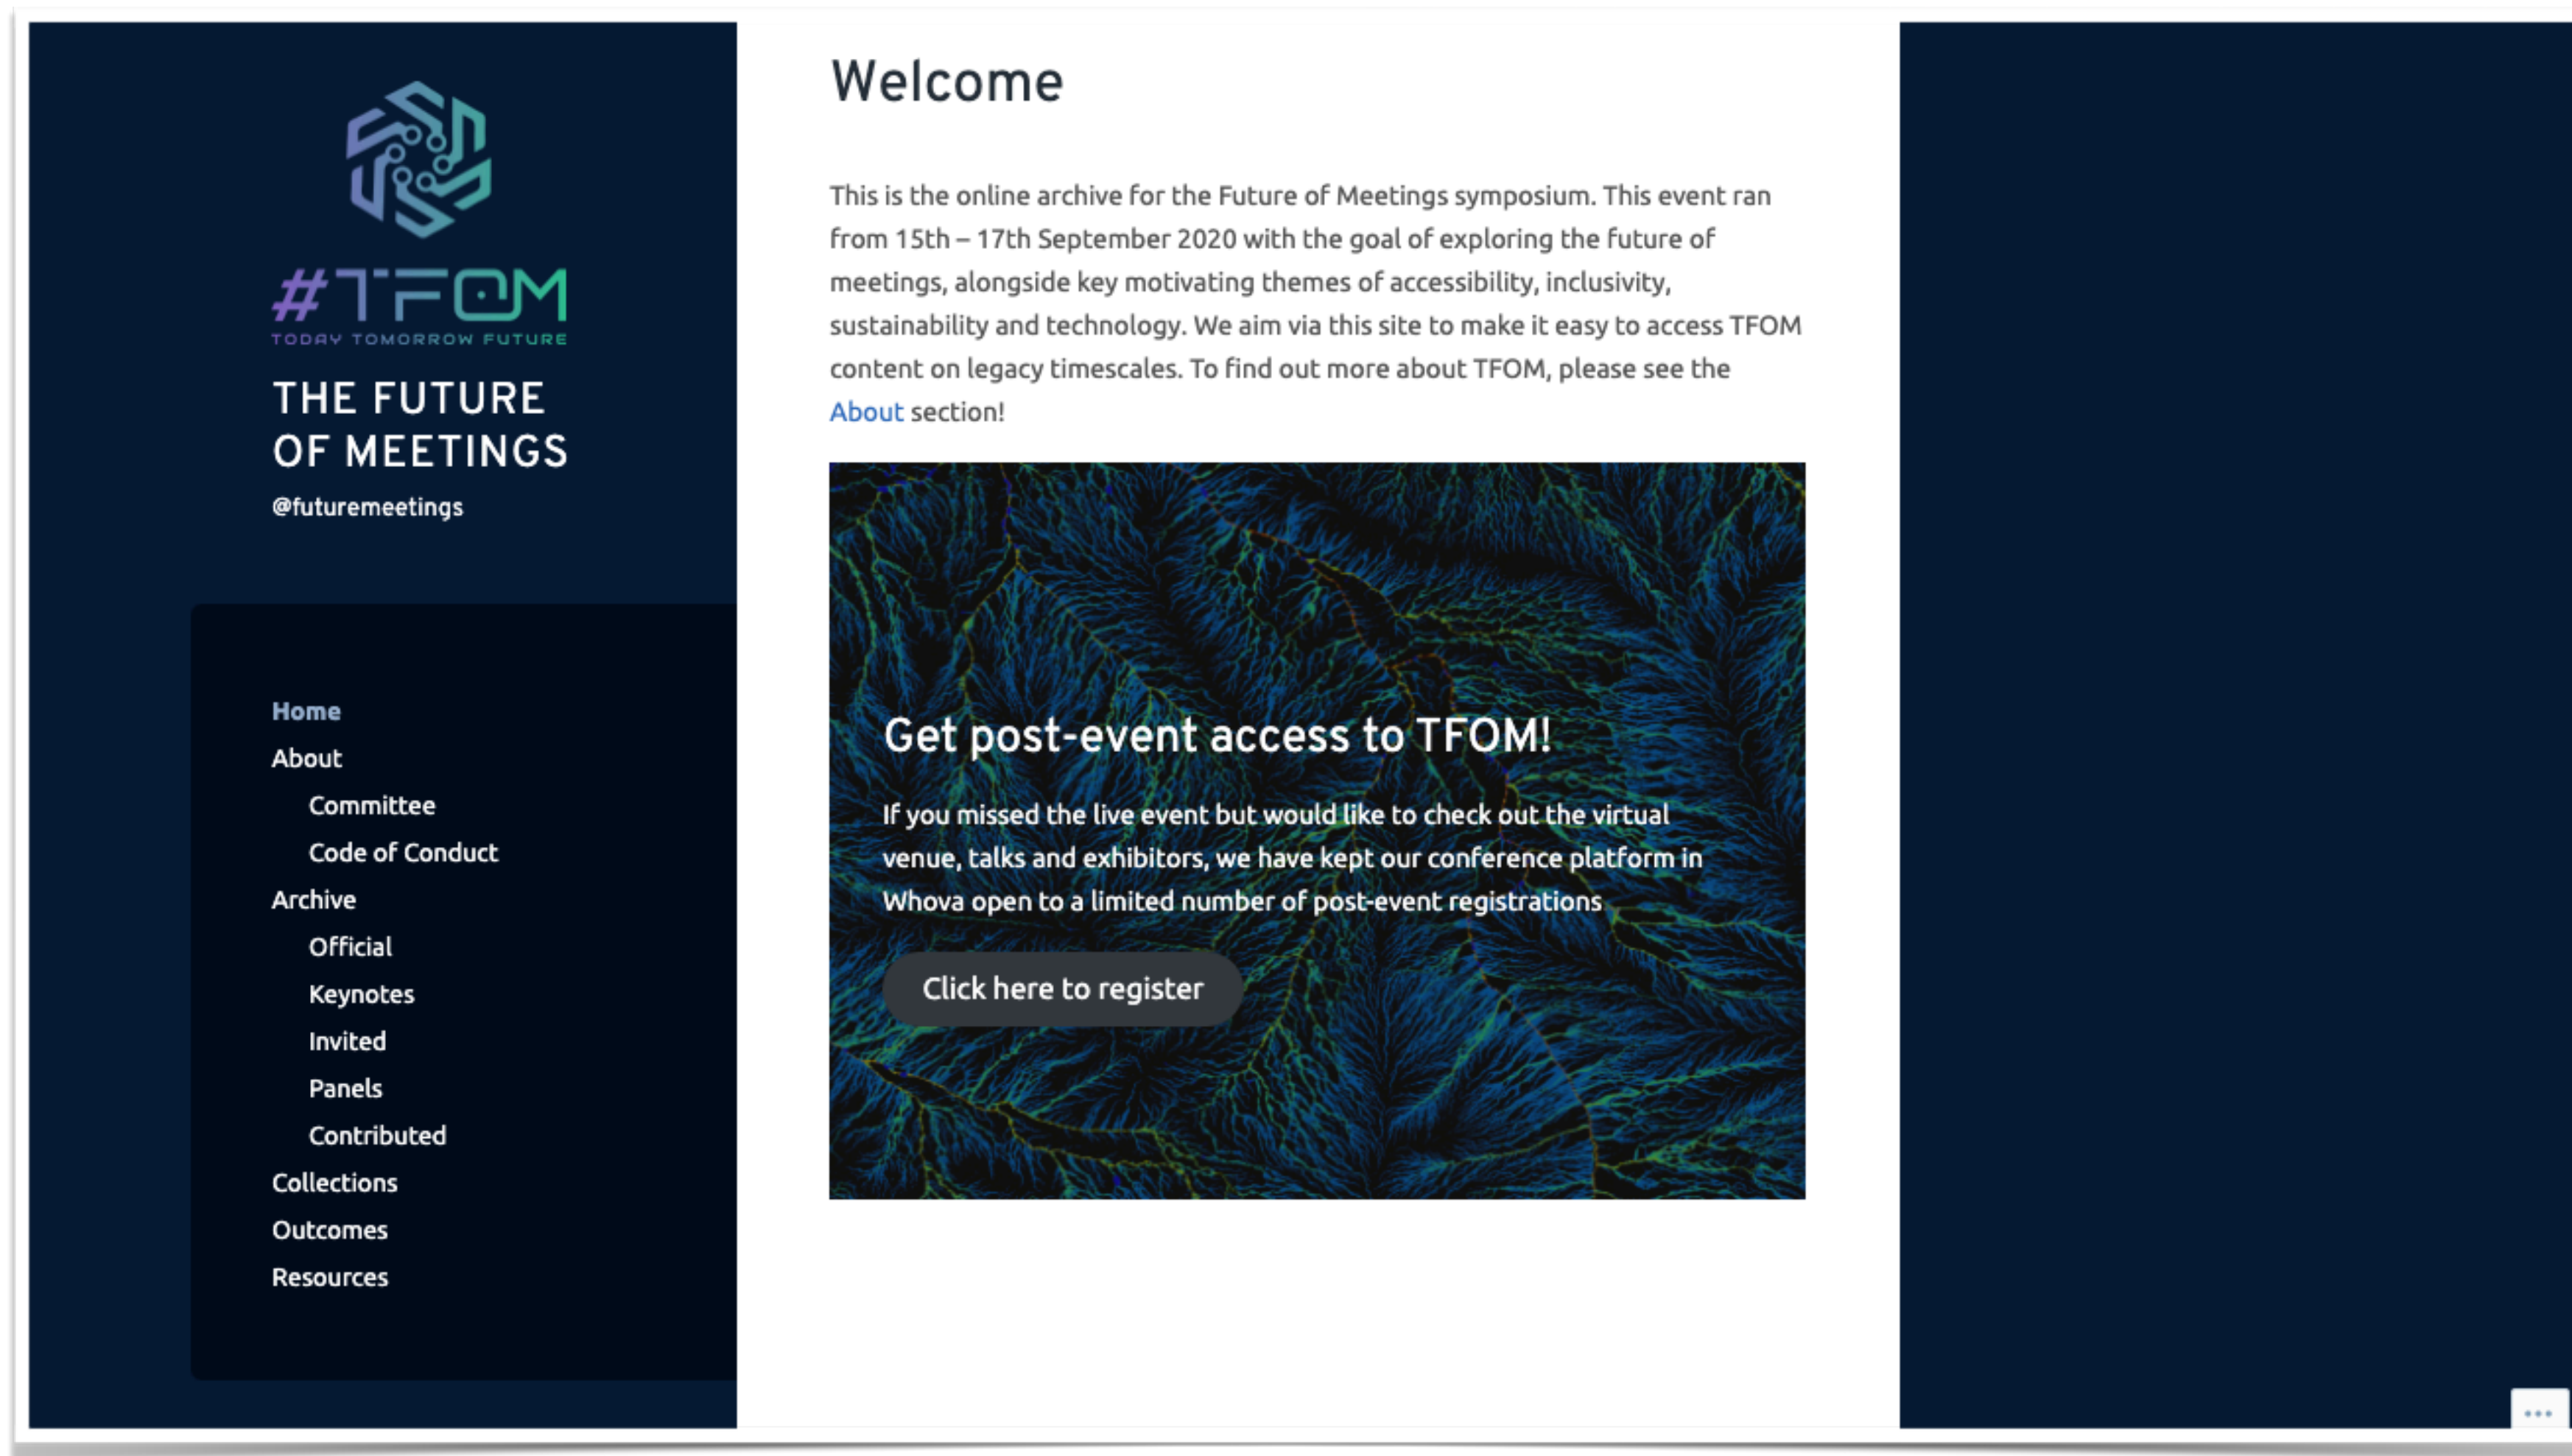 #TFOM
TODAY TOMORROW FUTURE
THE FUTURE
OF MEETINGS
@futuremeetings
Home
About
Committee
Code of Conduct
Archive
Official
Keynotes
Invited
Panels
Contributed
Collections
Outcomes
Resources
Welcome
This is the online archive for the Future of Meetings symposium. This event ran
from 15th – 17th September 2020 with the goal of exploring the future of
meetings, alongside key motivating themes of accessibility, inclusivity,
sustainability and technology. We aim via this site to make it easy to access TFOM
content on legacy timescales. To find out more about TFOM, please see the
About section!
Get post-event access to TFOM!
If you missed the live event but would like to check out the virtual
venue, talks and exhibitors, we have kept our conference platform in
Whova open to a limited number of post-event registrations
Click here to register